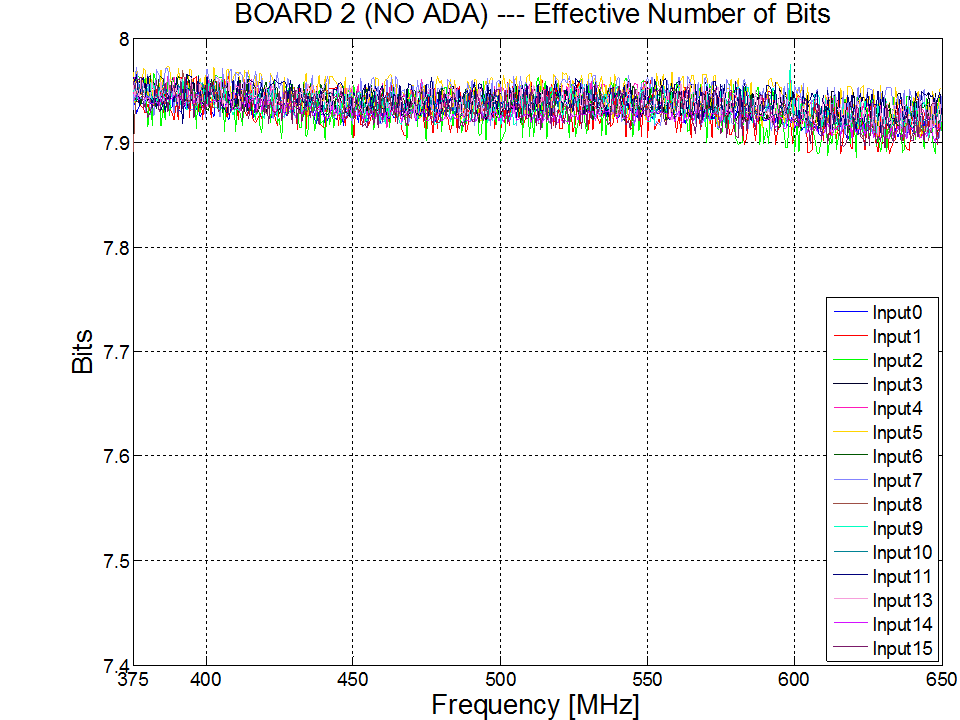 BOARD 2 (NO ADA) --- Effective Number of Bits
8
7.9
7.8
7.7
7.6
7.5
7.4
Bits
375
400
450
500
550
600
650
Frequency [MHz]
Input0
Input1
Input2
Input3
Input4
Input5
Input6
Input7
Input8
Input9
Input10
Input11
Input13
Input14
Input15